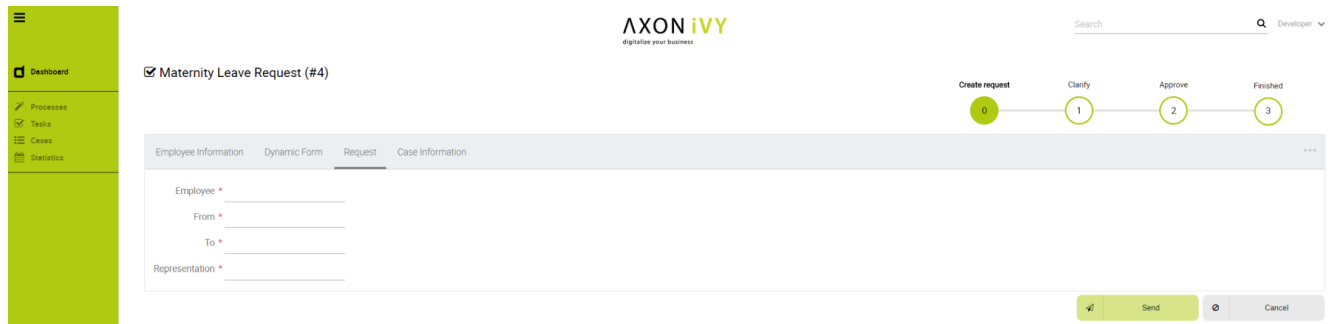 AXON iVY
digitalize your business
Search
Developer
Dashboard
Processes
Tasks
Cases
Statistics
Maternity Leave Request (#4)
Create request Clarify Approve Finished
0 1 2 3
Employee Information Dynamic Form Request Case Information
Employee *
From *
To *
Representation *
Send Cancel